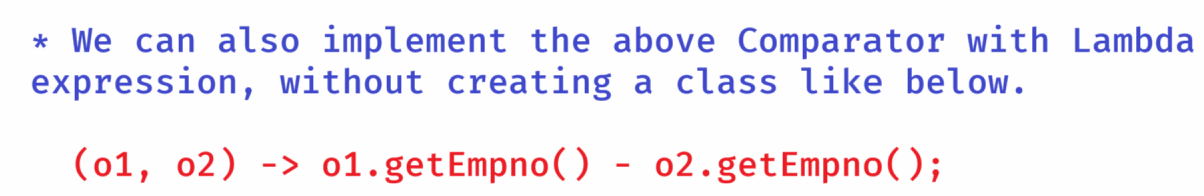 * We can also implement the above Comparator with Lambda
expression, without creating a class like below.
(o1, o2) -> o1.getEmpno() - o2.getEmpno();